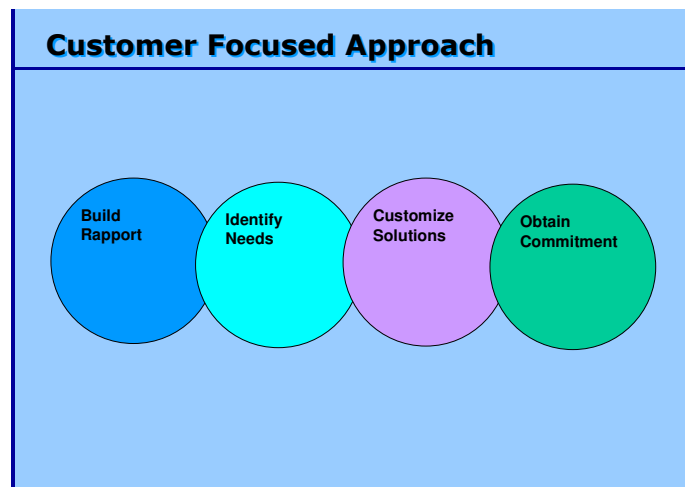 Customer Focused Approach
Build
Rapport
Identify
Needs
Customize
Solutions
Obtain
Commitment